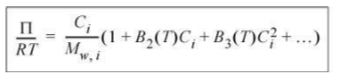 Π/RT = C_i/M_{w, i} (1 + B_2(T)C_i + B_3(T)C_i^2 + ...)